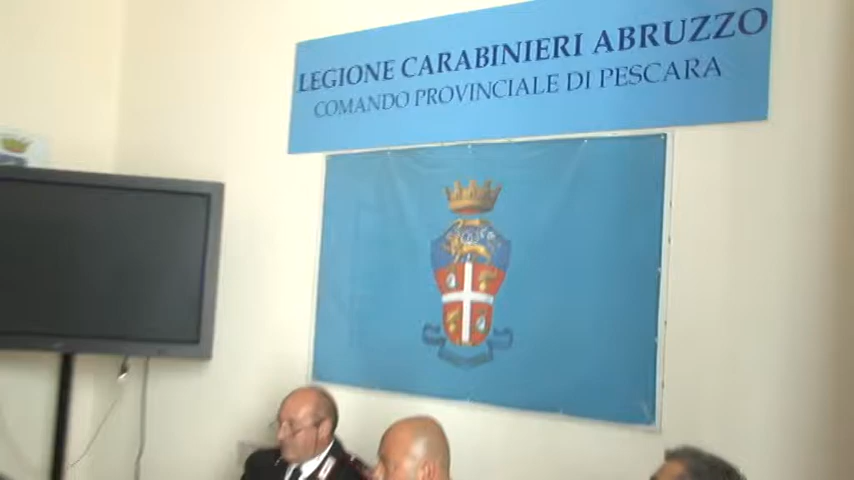 LEGIONE CARABINIERI ABRUZZO
COMANDO PROVINCIALE DI PESCARA